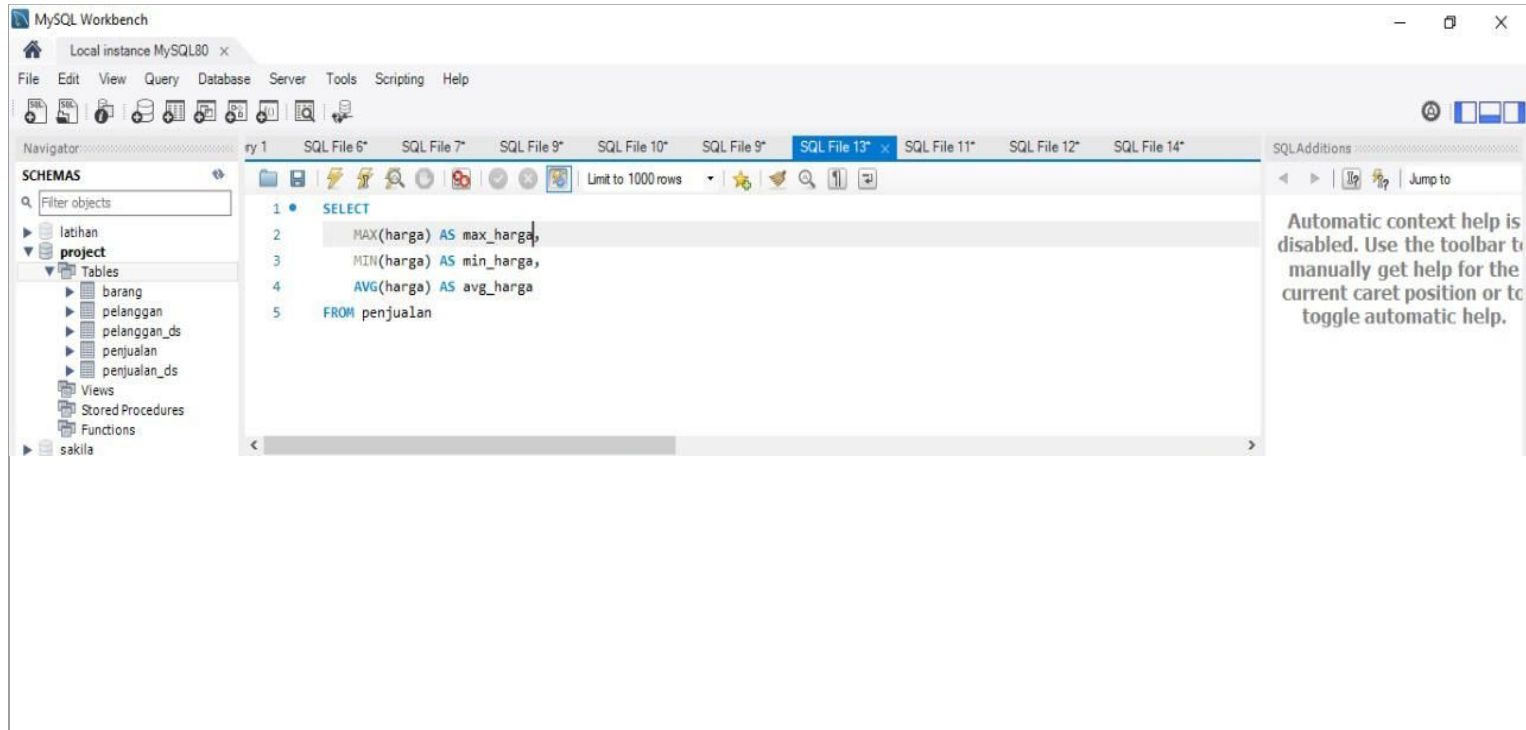 MySQL Workbench
Local instance MySQL80
File Edit View Query Database Server Tools Scripting Help
Navigator
SCHEMAS
Filter objects
latihan
project
Tables
barang
pelanggan
pelanggan_ds
penjualan
penjualan_ds
Views
Stored Procedures
Functions
sakila
ry 1 SQL File 6* SQL File 7* SQL File 9* SQL File 10* SQL File 9* SQL File 13* SQL File 11* SQL File 12* SQL File 14*
Limit to 1000 rows
1 SELECT
2 MAX(harga) AS max_harga,
3 MIN(harga) AS min_harga,
4 AVG(harga) AS avg_harga
5 FROM penjualan
SQLAdditions
Jump to
Automatic context help is
disabled. Use the toolbar to
manually get help for the
current caret position or to
toggle automatic help.